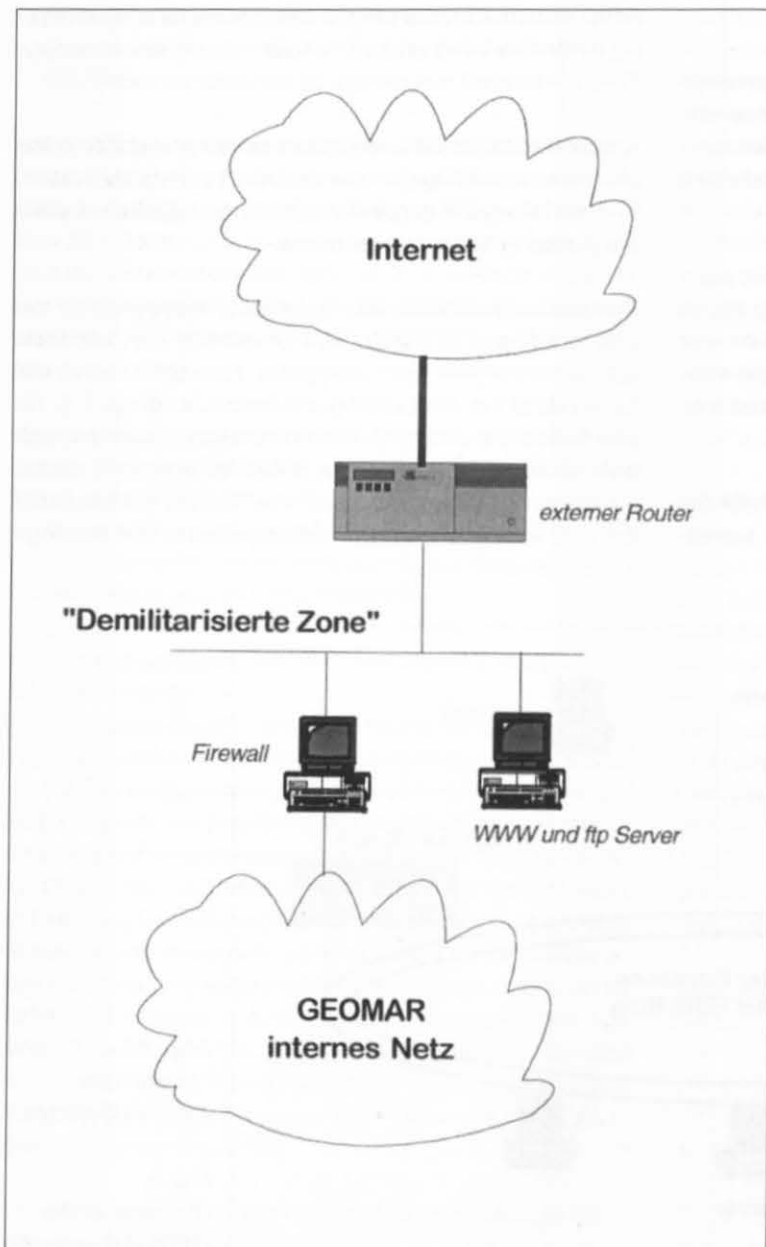 Internet
externer Router
"Demilitarisierte Zone"
Firewall
WWW und ftp Server
GEOMAR
internes Netz